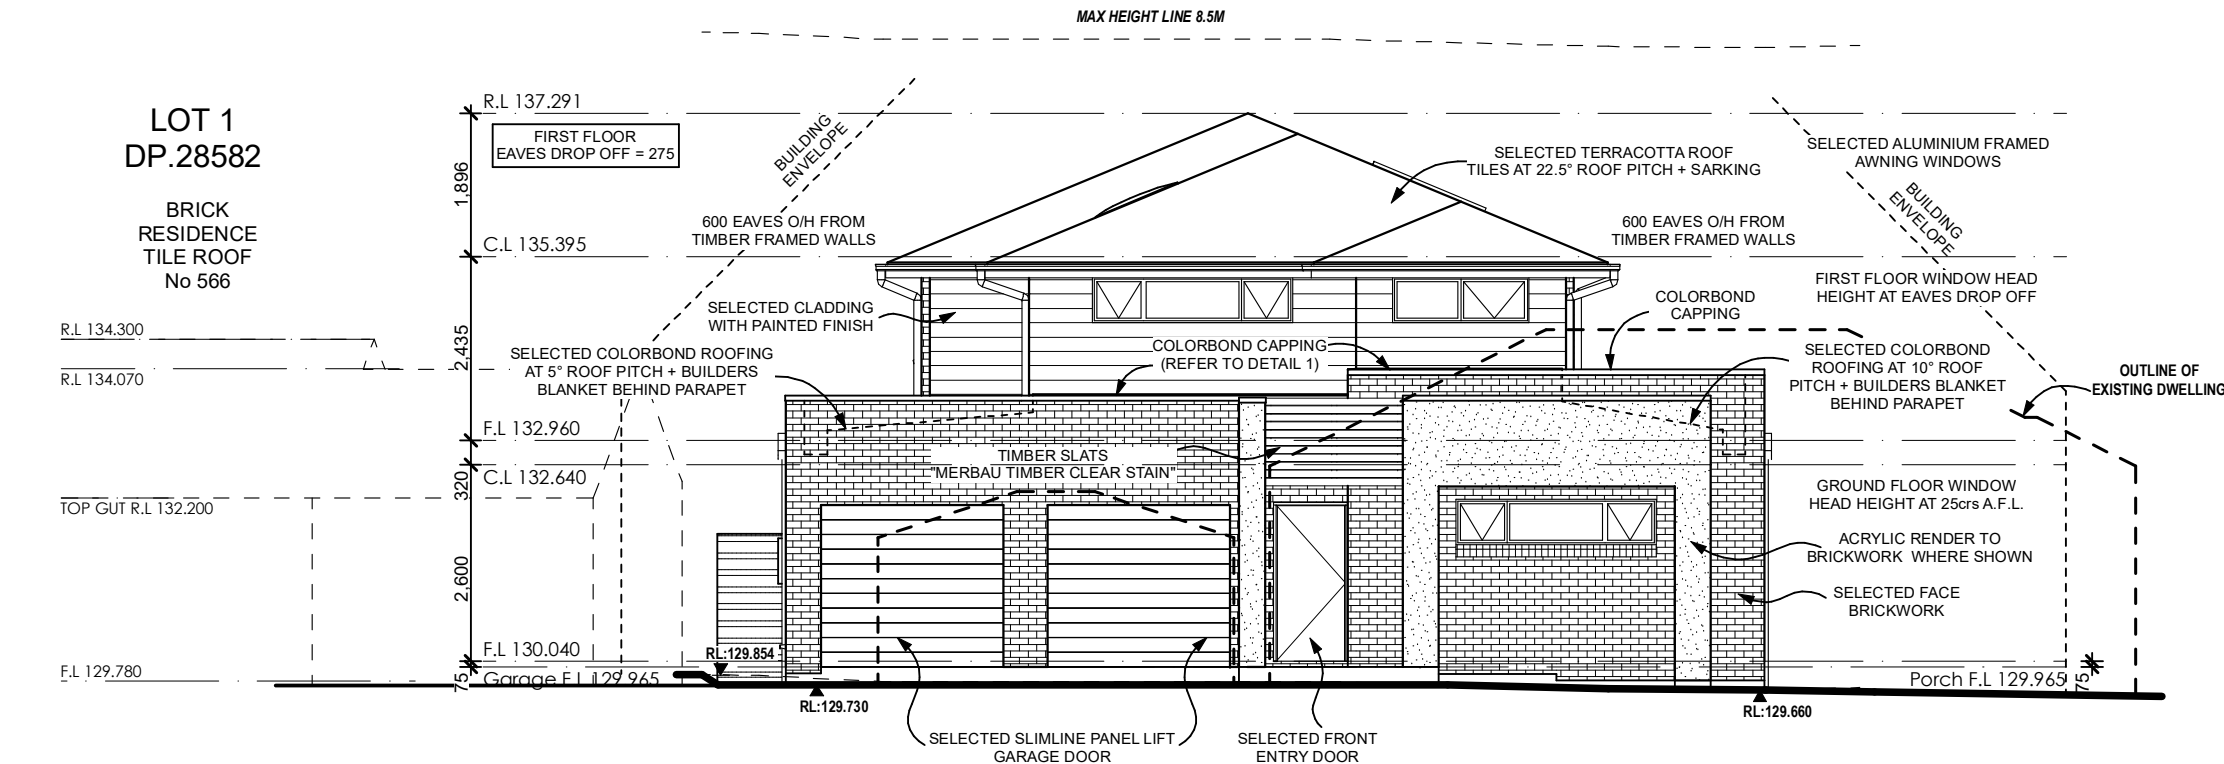 MAX HEIGHT LINE 8.5M
LOT 1
DP.28582
BRICK
RESIDENCE
TILE ROOF
No 566
R.L 137.291
FIRST FLOOR
EAVES DROP OFF = 275
1,896
BUILDING
ENVELOPE
SELECTED TERRACOTTA ROOF
TILES AT 22.5° ROOF PITCH + SARKING
SELECTED ALUMINIUM FRAMED
AWNING WINDOWS
BUILDING
ENVELOPE
600 EAVES O/H FROM
TIMBER FRAMED WALLS
600 EAVES O/H FROM
TIMBER FRAMED WALLS
C.L 135.395
FIRST FLOOR WINDOW HEAD
HEIGHT AT EAVES DROP OFF
SELECTED CLADDING
WITH PAINTED FINISH
COLORBOND
CAPPING
R.L 134.300
2,435
R.L 134.070
SELECTED COLORBOND ROOFING
AT 5° ROOF PITCH + BUILDERS
BLANKET BEHIND PARAPET
COLORBOND CAPPING
(REFER TO DETAIL 1)
SELECTED COLORBOND
ROOFING AT 10° ROOF
PITCH + BUILDERS BLANKET
BEHIND PARAPET
OUTLINE OF
EXISTING DWELLING
F.L 132.960
320
C.L 132.640
TIMBER SLATS
"MERBAU TIMBER CLEAR STAIN"
TOP GUT R.L 132.200
GROUND FLOOR WINDOW
HEAD HEIGHT AT 25crs A.F.L.
ACRYLIC RENDER TO
BRICKWORK WHERE SHOWN
2,600
SELECTED FACE
BRICKWORK
F.L 130.040
RL:129.854
F.L 129.780
75
Garage F.L 129.965
Porch F.L 129.965
75
RL:129.730
RL:129.660
SELECTED SLIMLINE PANEL LIFT
GARAGE DOOR
SELECTED FRONT
ENTRY DOOR